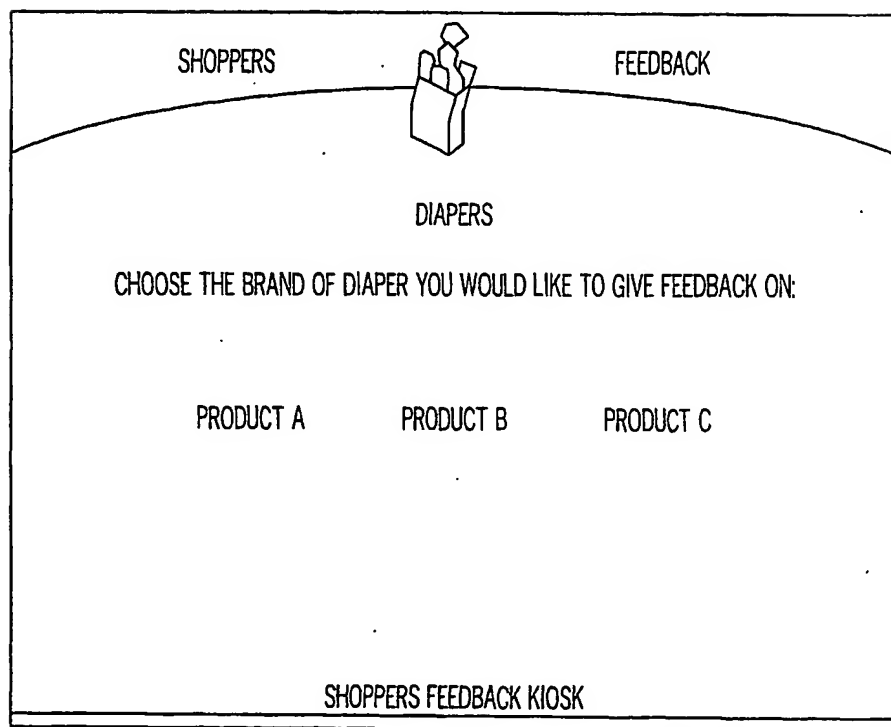 SHOPPERS FEEDBACK
DIAPERS
CHOOSE THE BRAND OF DIAPER YOU WOULD LIKE TO GIVE FEEDBACK ON:
PRODUCT A PRODUCT B PRODUCT C
SHOPPERS FEEDBACK KIOSK